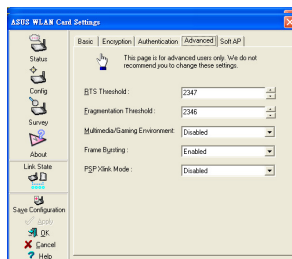 ASUS WLAN Card Settings
Status
Config
Survey
About
Link State
Save Configuration
Apply
OK
Cancel
Help
Basic
Encryption
Authentication
Advanced
Soft AP
This page is for advanced users only. We do not
recommend you to change these settings.
RTS Threshold :
2347
Fragmentation Threshold :
2346
Multimedia/Gaming Environment:
Disabled
Frame Bursting :
Enabled
PSP Xlink Mode :
Disabled